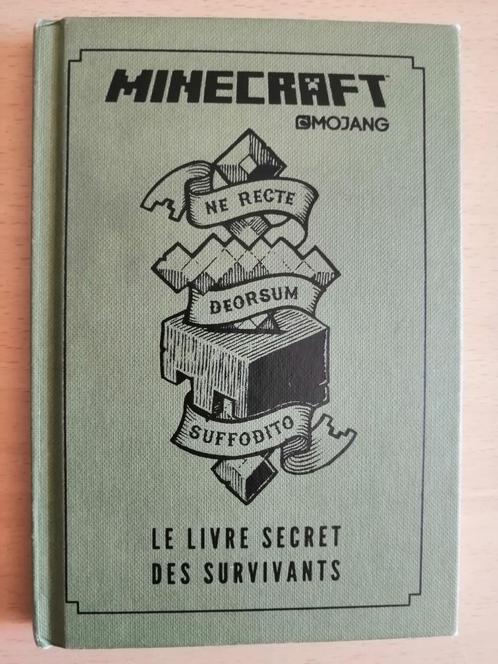 MINECRAFT
MOJANG
NE RECTE
DEORSUM
SUFFODITO
LE LIVRE SECRET
DES SURVIVANTS